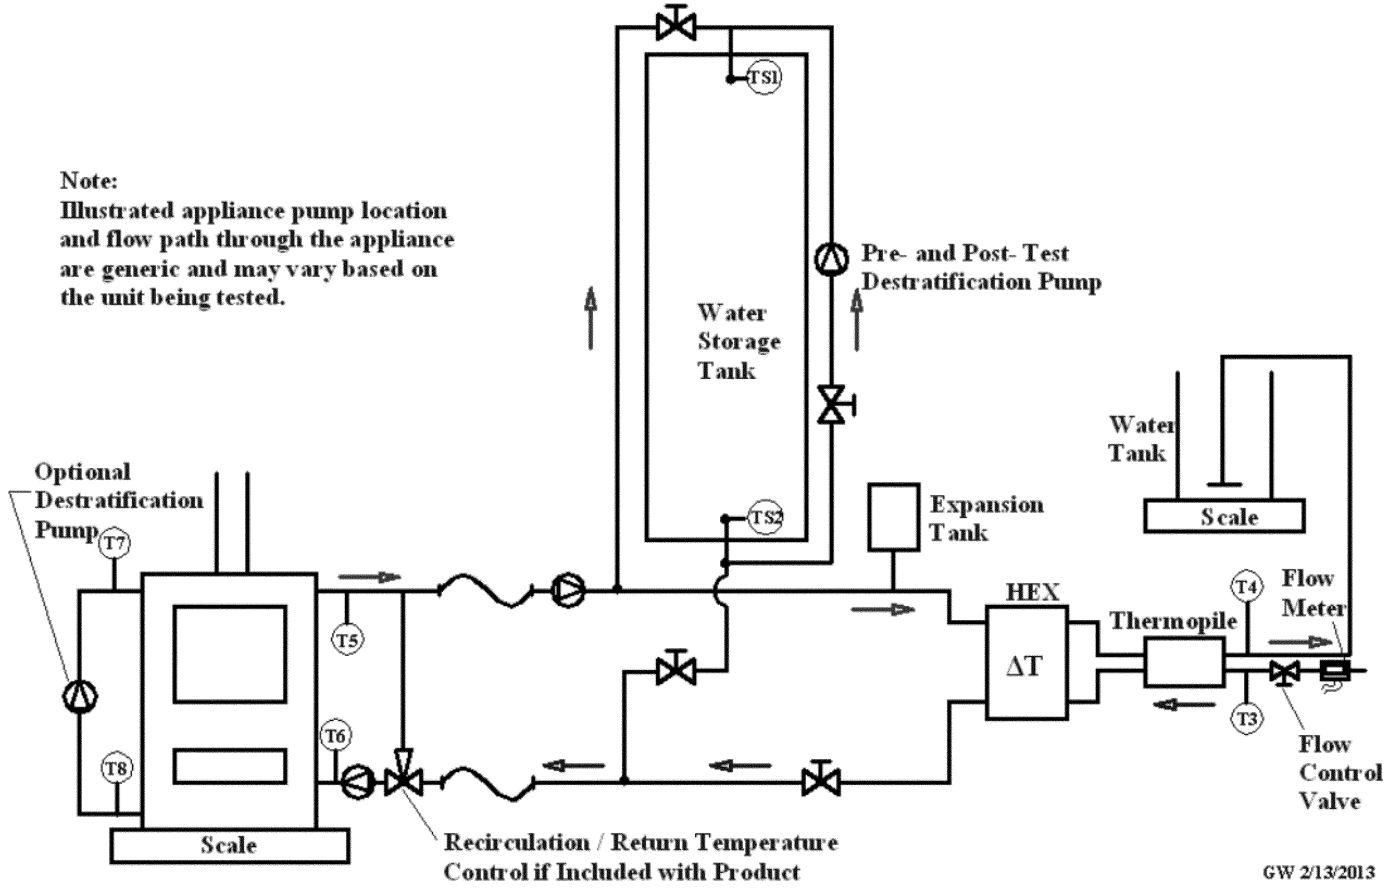 TS1
Note:
Illustrated appliance pump location
and flow path through the appliance
are generic and may vary based on
the unit being tested.
Pre- and Post- Test
Destratification Pump
Water
Storage
Tank
Water
Tank
Scale
Optional
Destratification
Pump
T7
TS2
Expansion
Tank
Flow
Meter
T4
HEX
Thermopile
T5
ΔT
T3
T6
T8
Flow
Control
Valve
Scale
Recirculation / Return Temperature
Control if Included with Product
GW 2/13/2013